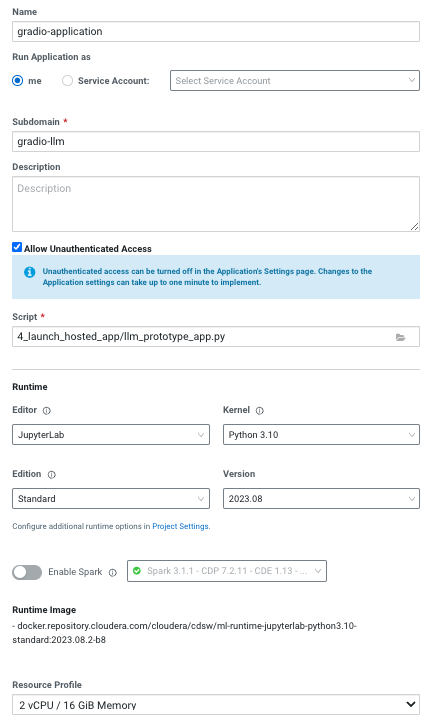 Name
gradio-application
Run Application as
me
Service Account:
Select Service Account
Subdomain *
gradio-llm
Description
Description
Allow Unauthenticated Access
Unauthenticated access can be turned off in the Application's Settings page. Changes to the
Application settings can take up to one minute to implement.
Script *
4_launch_hosted_app/llm_prototype_app.py
Runtime
Editor
Kernel
JupyterLab
Python 3.10
Edition
Version
Standard
2023.08
Configure additional runtime options in Project Settings.
Enable Spark
Spark 3.1.1 - CDP 7.2.11 - CDE 1.13 - ...
Runtime Image
- docker.repository.cloudera.com/cloudera/cdsw/ml-runtime-jupyterlab-python3.10-
standard:2023.08.2-b8
Resource Profile
2 vCPU / 16 GiB Memory